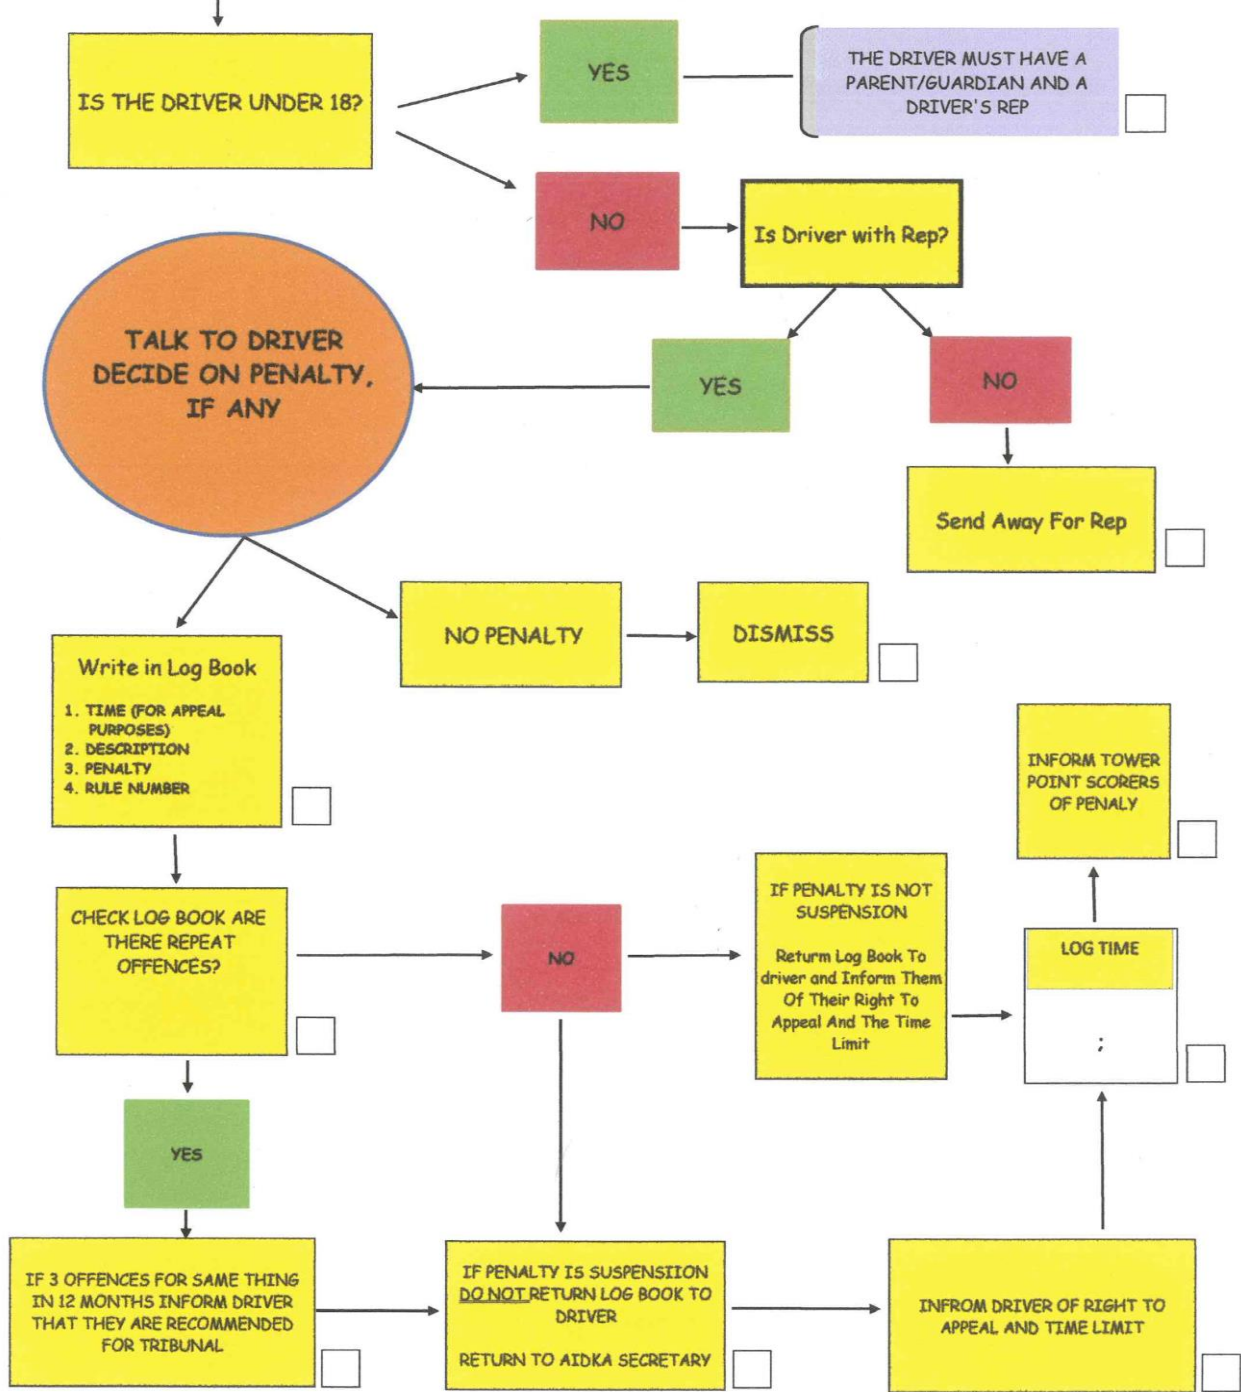 IS THE DRIVER UNDER 18?
YES
THE DRIVER MUST HAVE A
PARENT/GUARDIAN AND A
DRIVER'S REP
NO
Is Driver with Rep?
TALK TO DRIVER
DECIDE ON PENALTY,
IF ANY
YES
NO
Send Away For Rep
NO PENALTY
DISMISS
Write in Log Book
1. TIME (FOR APPEAL
PURPOSES)
2. DESCRIPTION
3. PENALTY
4. RULE NUMBER
INFORM TOWER
POINT SCORERS
OF PENALY
CHECK LOG BOOK ARE
THERE REPEAT
OFFENCES?
NO
IF PENALTY IS NOT
SUSPENSION
Returm Log Book To
driver and Inform Them
Of Their Right To
Appeal And The Time
Limit
LOG TIME
;
YES
IF 3 OFFENCES FOR SAME THING
IN 12 MONTHS INFORM DRIVER
THAT THEY ARE RECOMMENDED
FOR TRIBUNAL
IF PENALTY IS SUSPENSIION
DO NOT RETURN LOG BOOK TO
DRIVER
RETURN TO AIDKA SECRETARY
INFROM DRIVER OF RIGHT TO
APPEAL AND TIME LIMIT